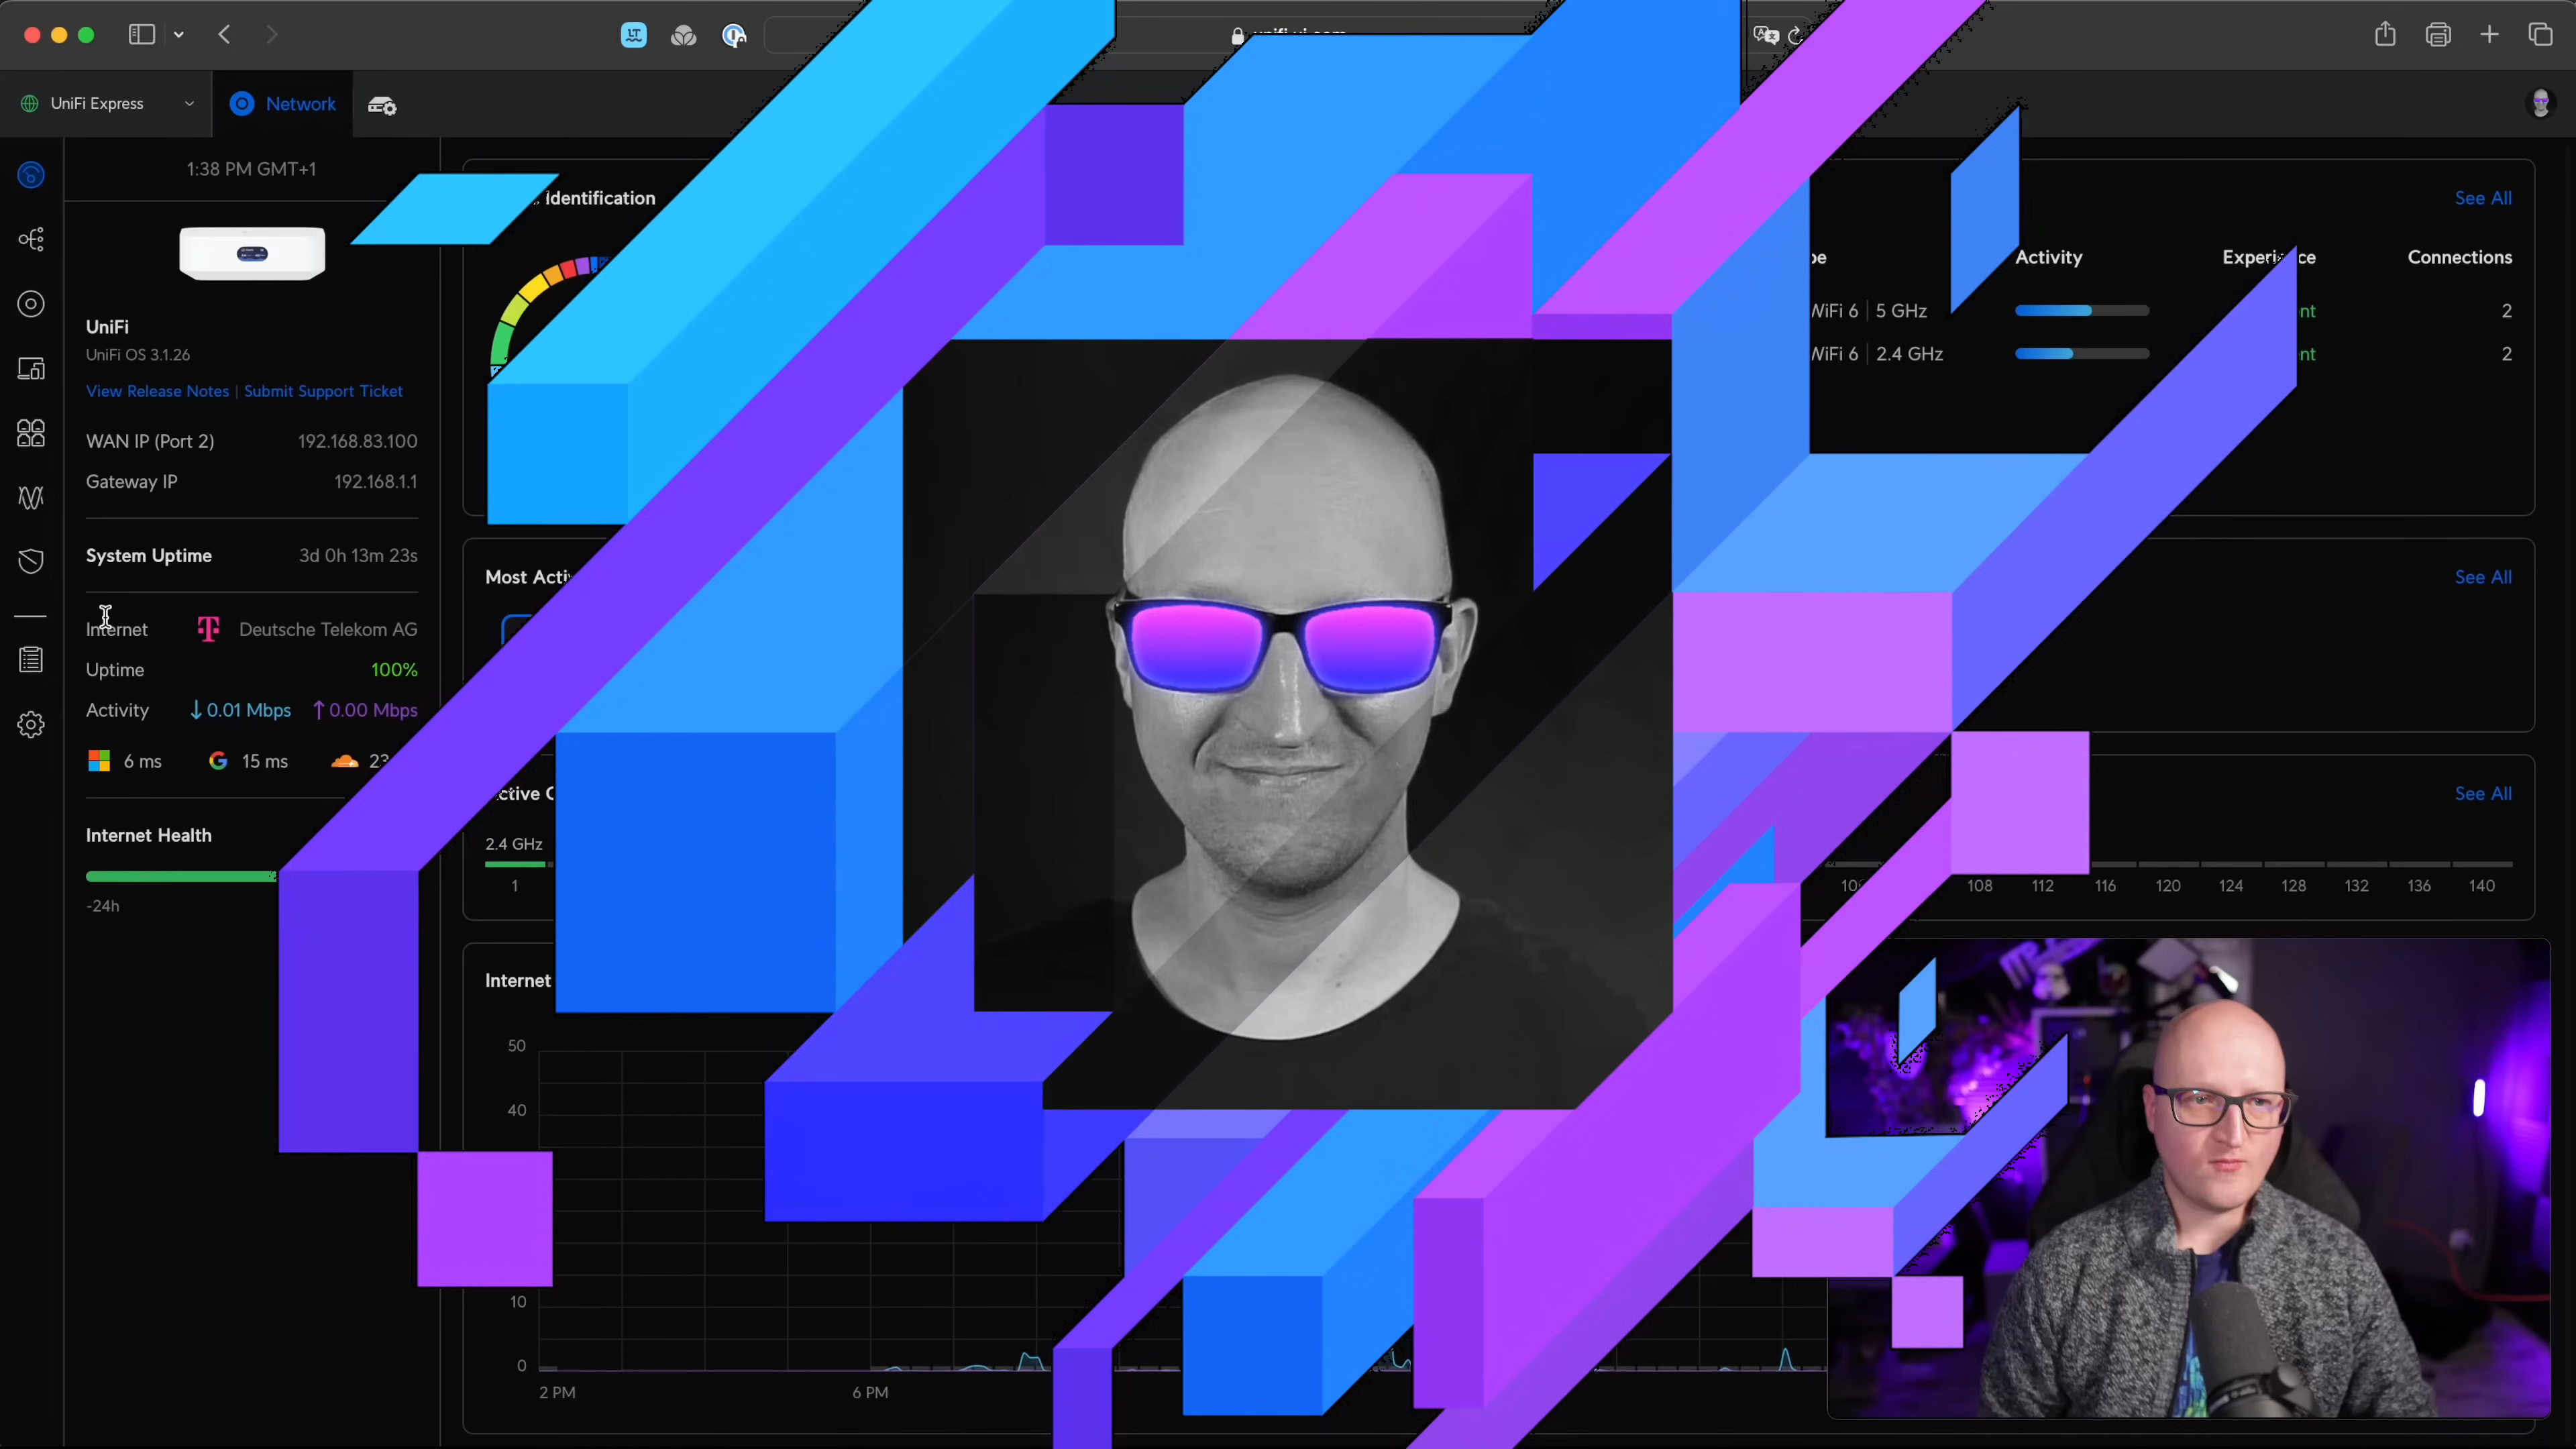 UniFi Express
Network
1:38 PM GMT+1
UniFi
UniFi OS 3.1.26
View Release Notes | Submit Support Ticket
WAN IP (Port 2) 192.168.83.100
Gateway IP 192.168.1.1
System Uptime 3d 0h 13m 23s
Internet Deutsche Telekom AG
Uptime 100%
Activity ↓ 0.01 Mbps ↑ 0.00 Mbps
6 ms 15 ms
Internet Health
-24h
Identification
See All
Activity Connections
WiFi 6 | 5 GHz 2
WiFi 6 | 2.4 GHz 2
Most
See All
See All
2.4 GHz
1
108 112 116 120 124 128 132 136 140
Internet
50
40
10
0
2 PM 6 PM